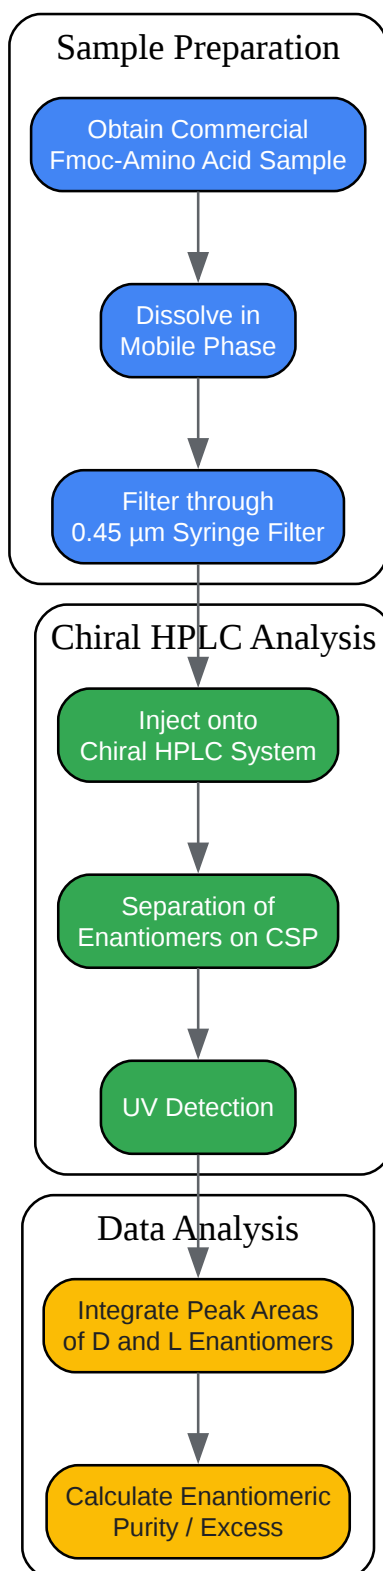 Sample Preparation
Obtain Commercial
Fmoc-Amino Acid Sample
Dissolve in
Mobile Phase
Filter through
0.45 µm Syringe Filter
Chiral HPLC Analysis
Inject onto
Chiral HPLC System
Separation of
Enantiomers on CSP
UV Detection
Data Analysis
Integrate Peak Areas
of D and L Enantiomers
Calculate Enantiomeric
Purity / Excess